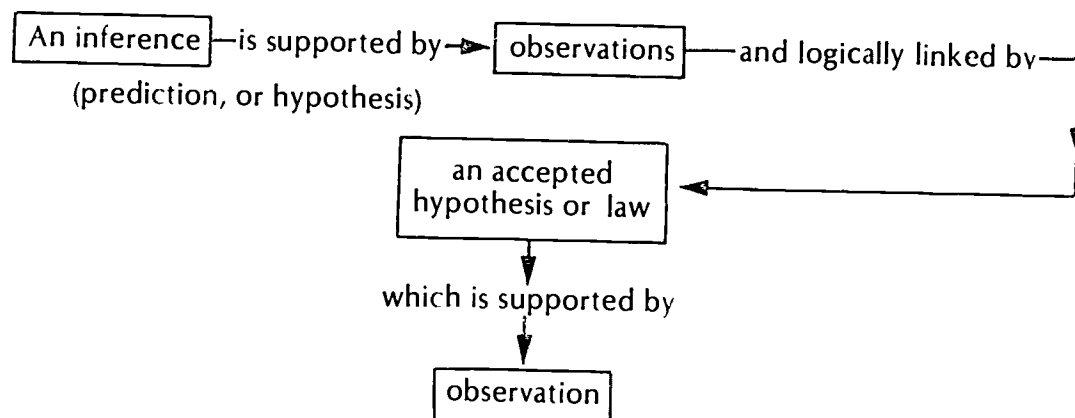 An inference is supported by observations and logically linked by
(prediction, or hypothesis)
an accepted
hypothesis or law
which is supported by
observation